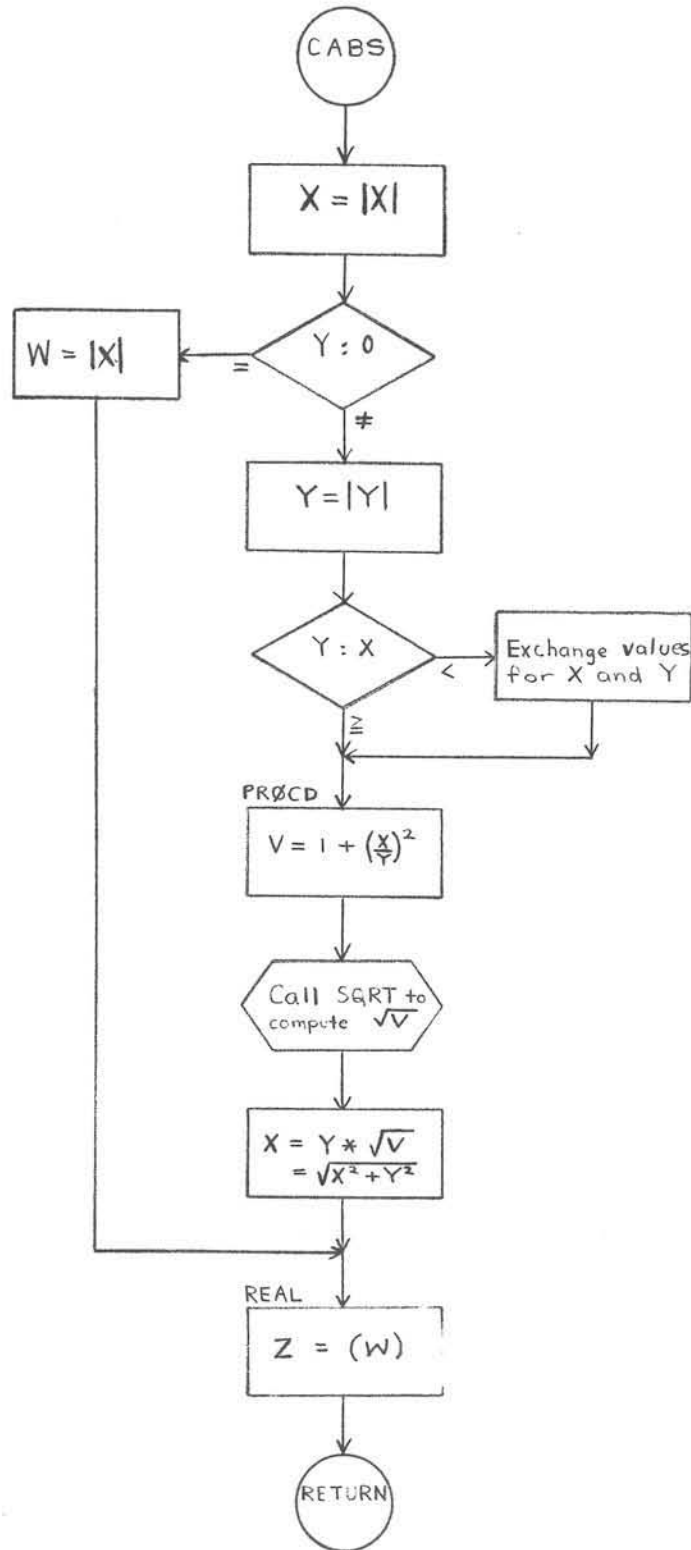 CABS
X = |X|
W = |X|
Y : 0
=
≠
Y = |Y|
Y : X
<
Exchange values
for X and Y
≧
PRØCD
V = 1 + (X/Y)²
Call SQRT to
compute √V
X = Y * √V
= √X² + Y²
REAL
Z = (W)
RETURN